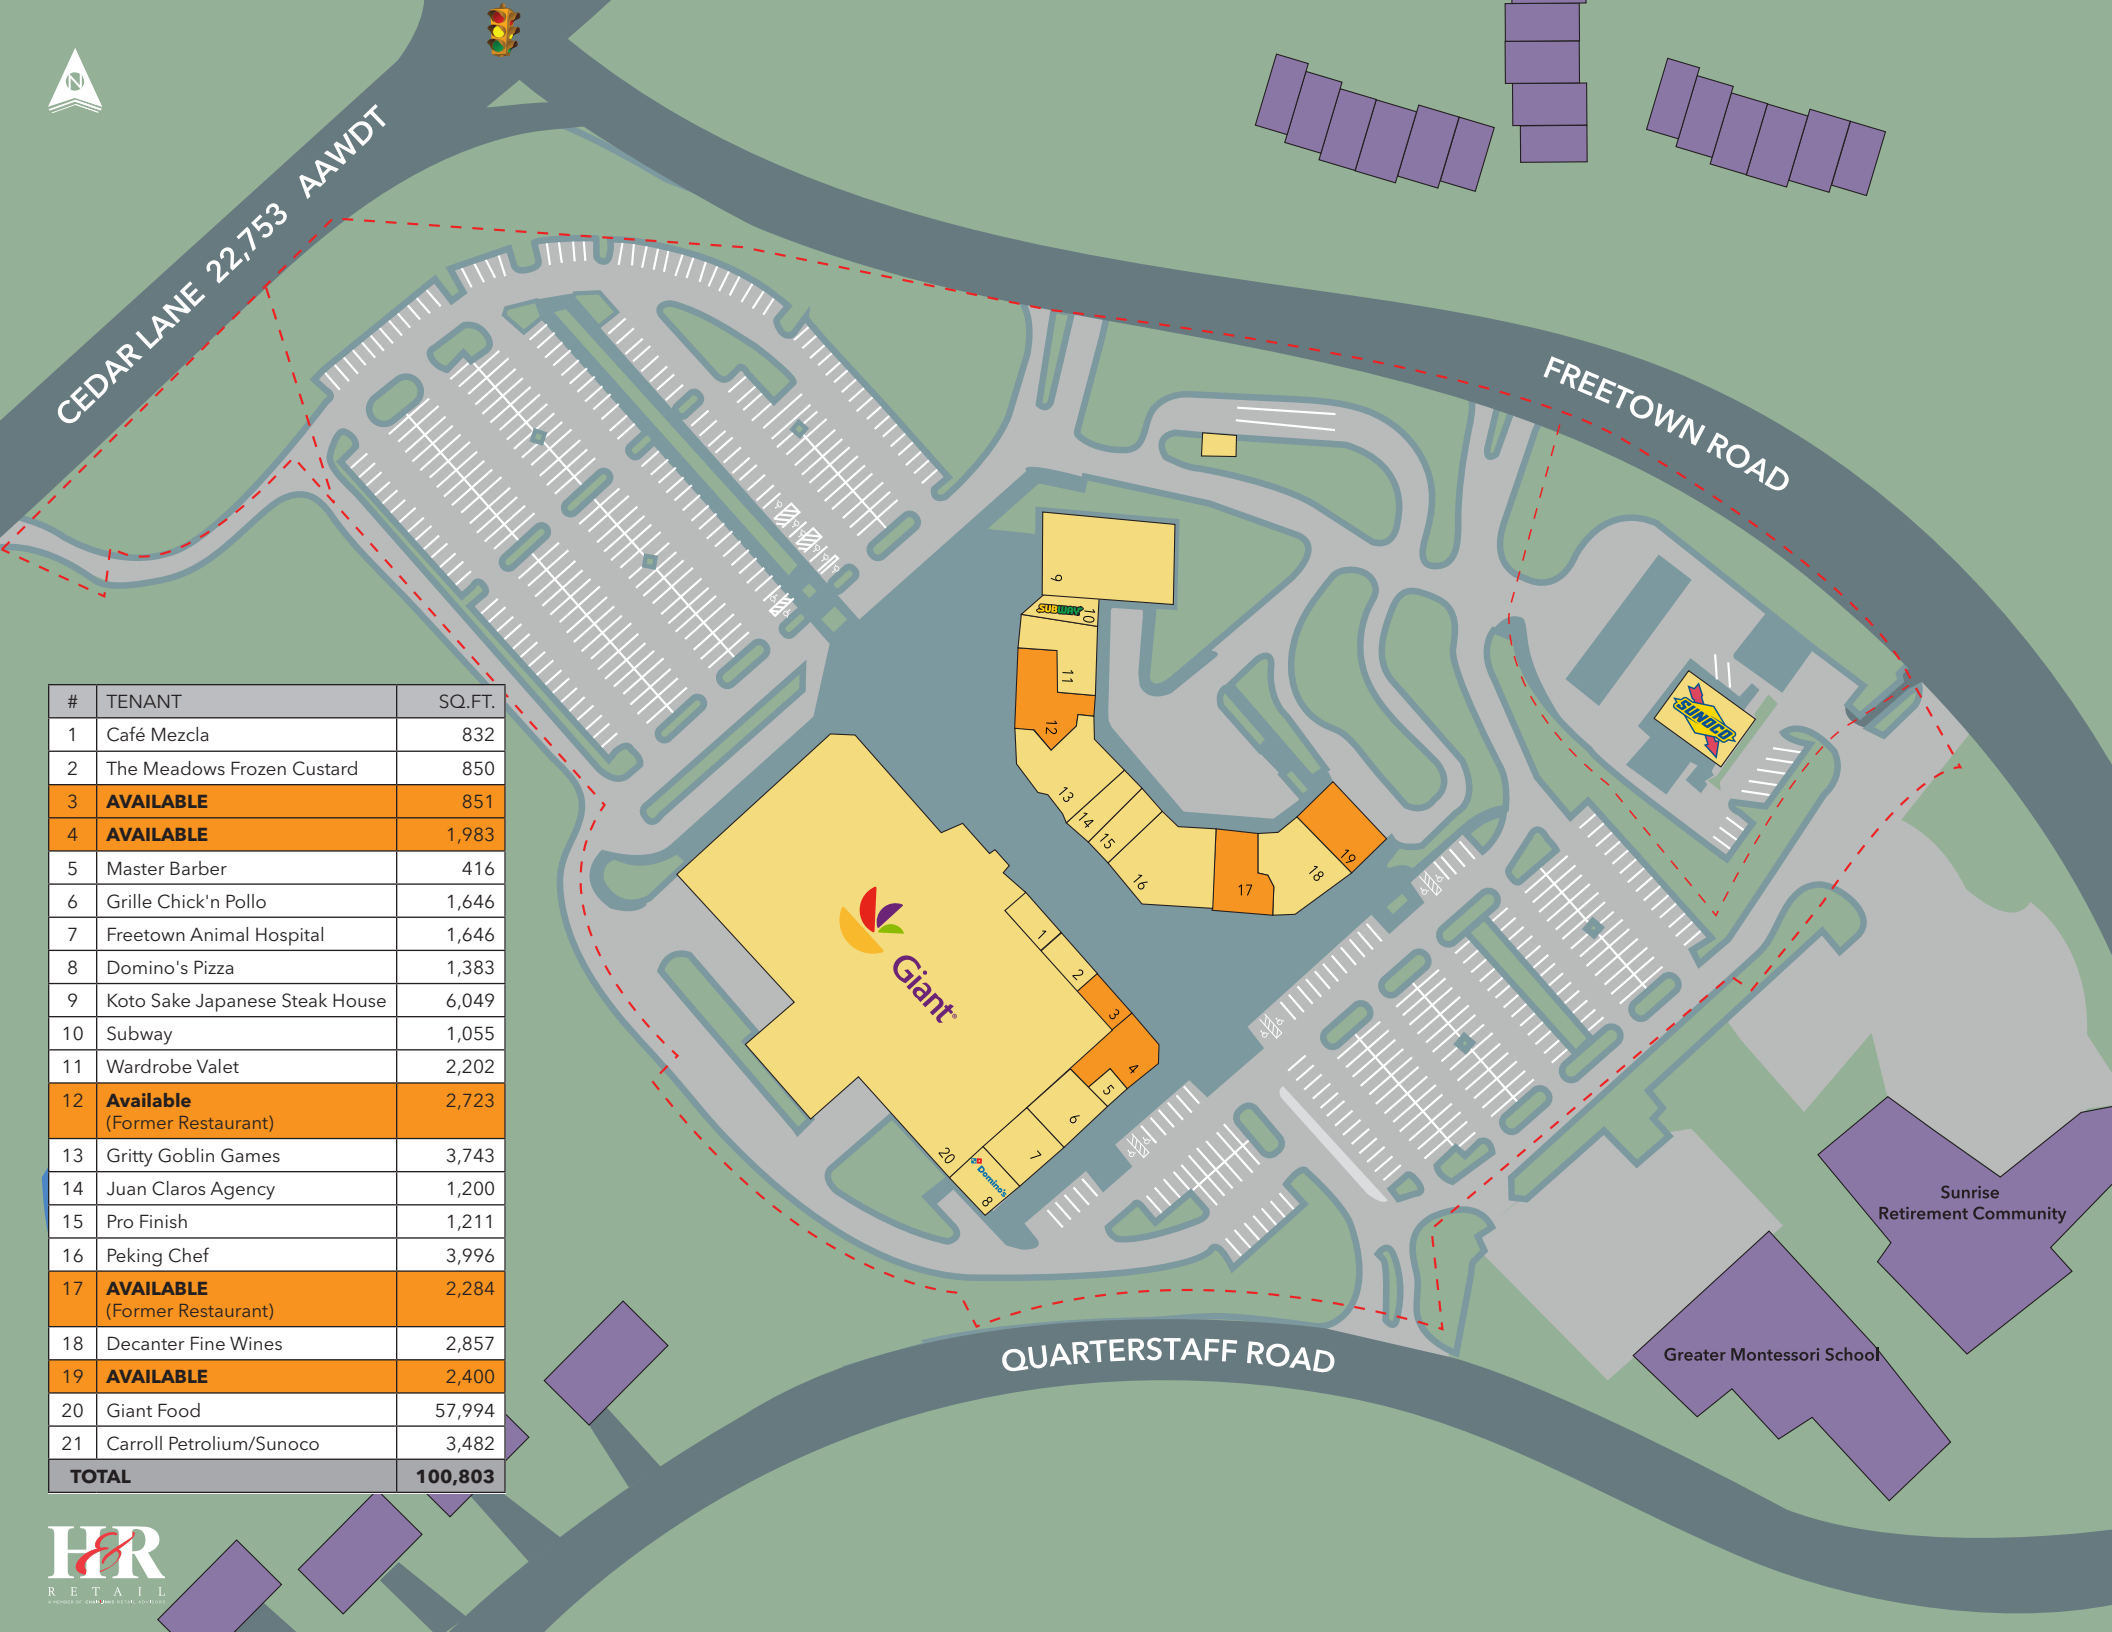 N
CEDAR LANE 22,753 AAWDT
FREETOWN ROAD
9
SUBWAY
10
11
12
13
14
15
16
17
18
19
SUNOCO
Giant
1
2
3
4
5
6
7
8
Domino's
20
QUARTERSTAFF ROAD
Sunrise
Retirement Community
Greater Montessori School
# TENANT SQ.FT.
1 Café Mezcla 832
2 The Meadows Frozen Custard 850
3 AVAILABLE 851
4 AVAILABLE 1,983
5 Master Barber 416
6 Grille Chick'n Pollo 1,646
7 Freetown Animal Hospital 1,646
8 Domino's Pizza 1,383
9 Koto Sake Japanese Steak House 6,049
10 Subway 1,055
11 Wardrobe Valet 2,202
12 Available 2,723
(Former Restaurant)
13 Gritty Goblin Games 3,743
14 Juan Claros Agency 1,200
15 Pro Finish 1,211
16 Peking Chef 3,996
17 AVAILABLE 2,284
(Former Restaurant)
18 Decanter Fine Wines 2,857
19 AVAILABLE 2,400
20 Giant Food 57,994
21 Carroll Petrolium/Sunoco 3,482
TOTAL 100,803
H&R
RETAIL
A MEMBER OF CHAINLINKS RETAIL ADVISORS